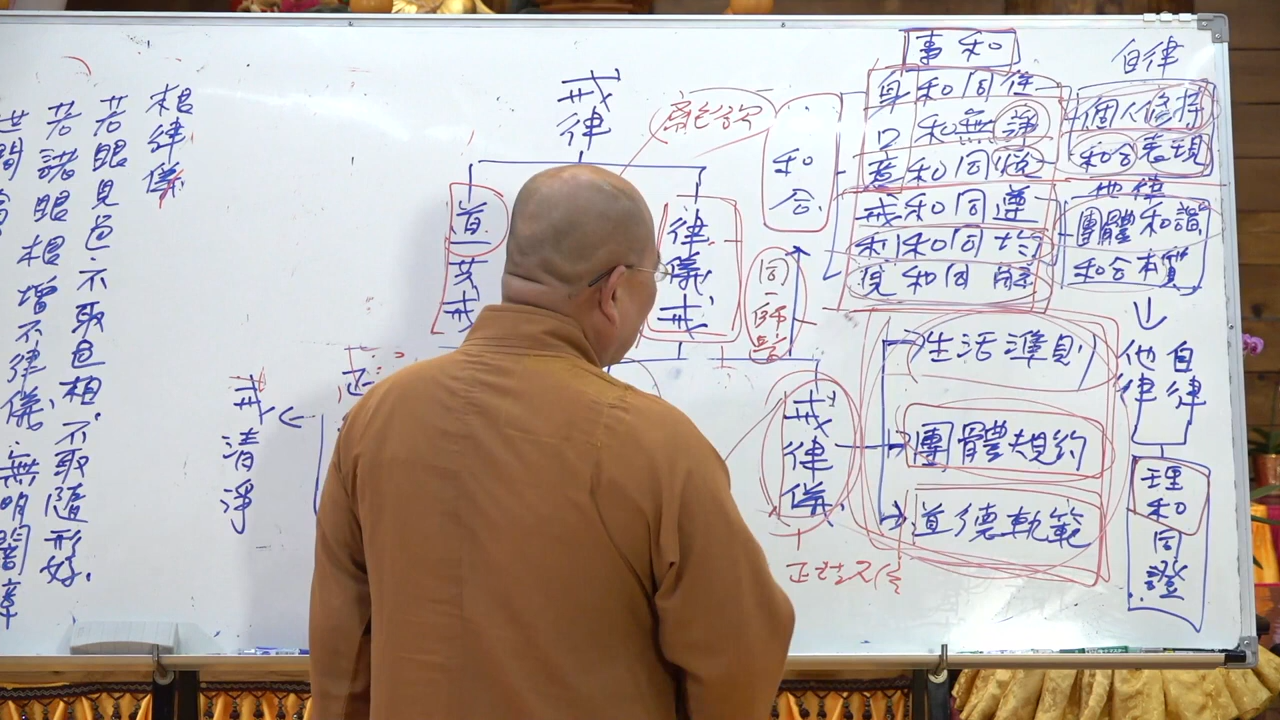 事和
自律
身和同住
口和無諍
意和同悅
戒和同遵
利和同均
見和同解
個人修持
和合表現
他律
團體和諧
和合本質
自律
他律
理和同證
和合
同一師學
戒律
道共戒
律儀戒
戒律儀
生活準則
團體規約
道德軌範
正
戒清淨
根律儀
若眼見色不取色相不取隨形好
若諸眼根增不律儀無明闇障
世間